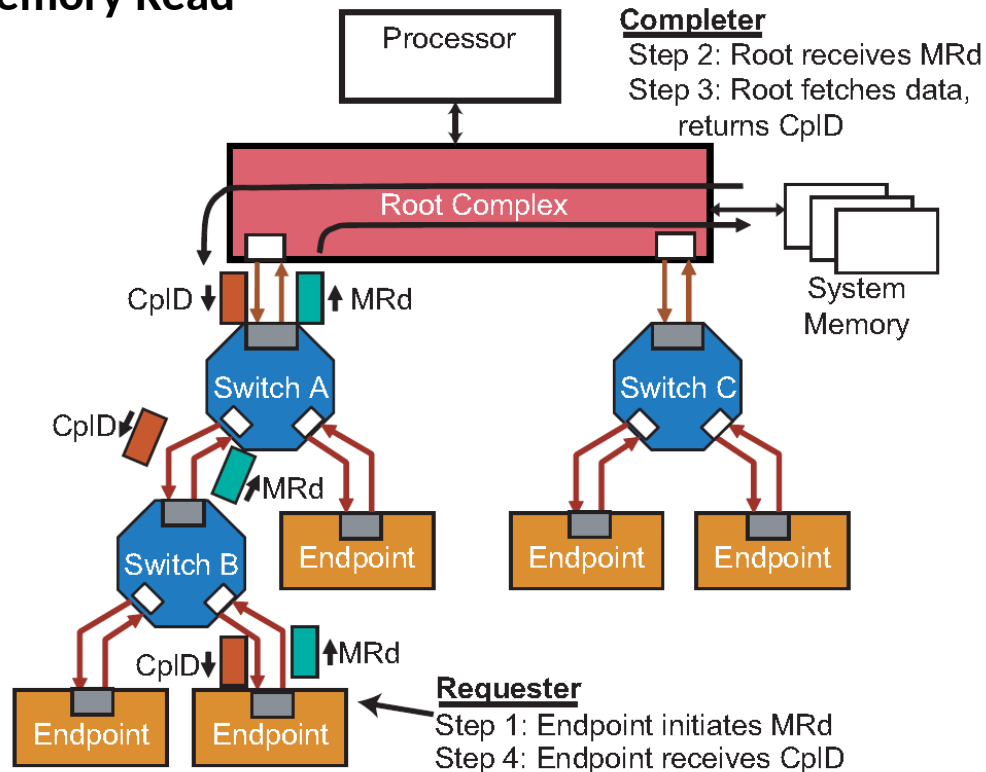 emory Read
Processor
Completer
Step 2: Root receives MRd
Step 3: Root fetches data,
returns CplD
Root Complex
System
Memory
CplD
MRd
Switch A
Switch C
CplD
MRd
Endpoint
Endpoint
Endpoint
Switch B
CplD
MRd
Endpoint
Endpoint
Requester
Step 1: Endpoint initiates MRd
Step 4: Endpoint receives CplD